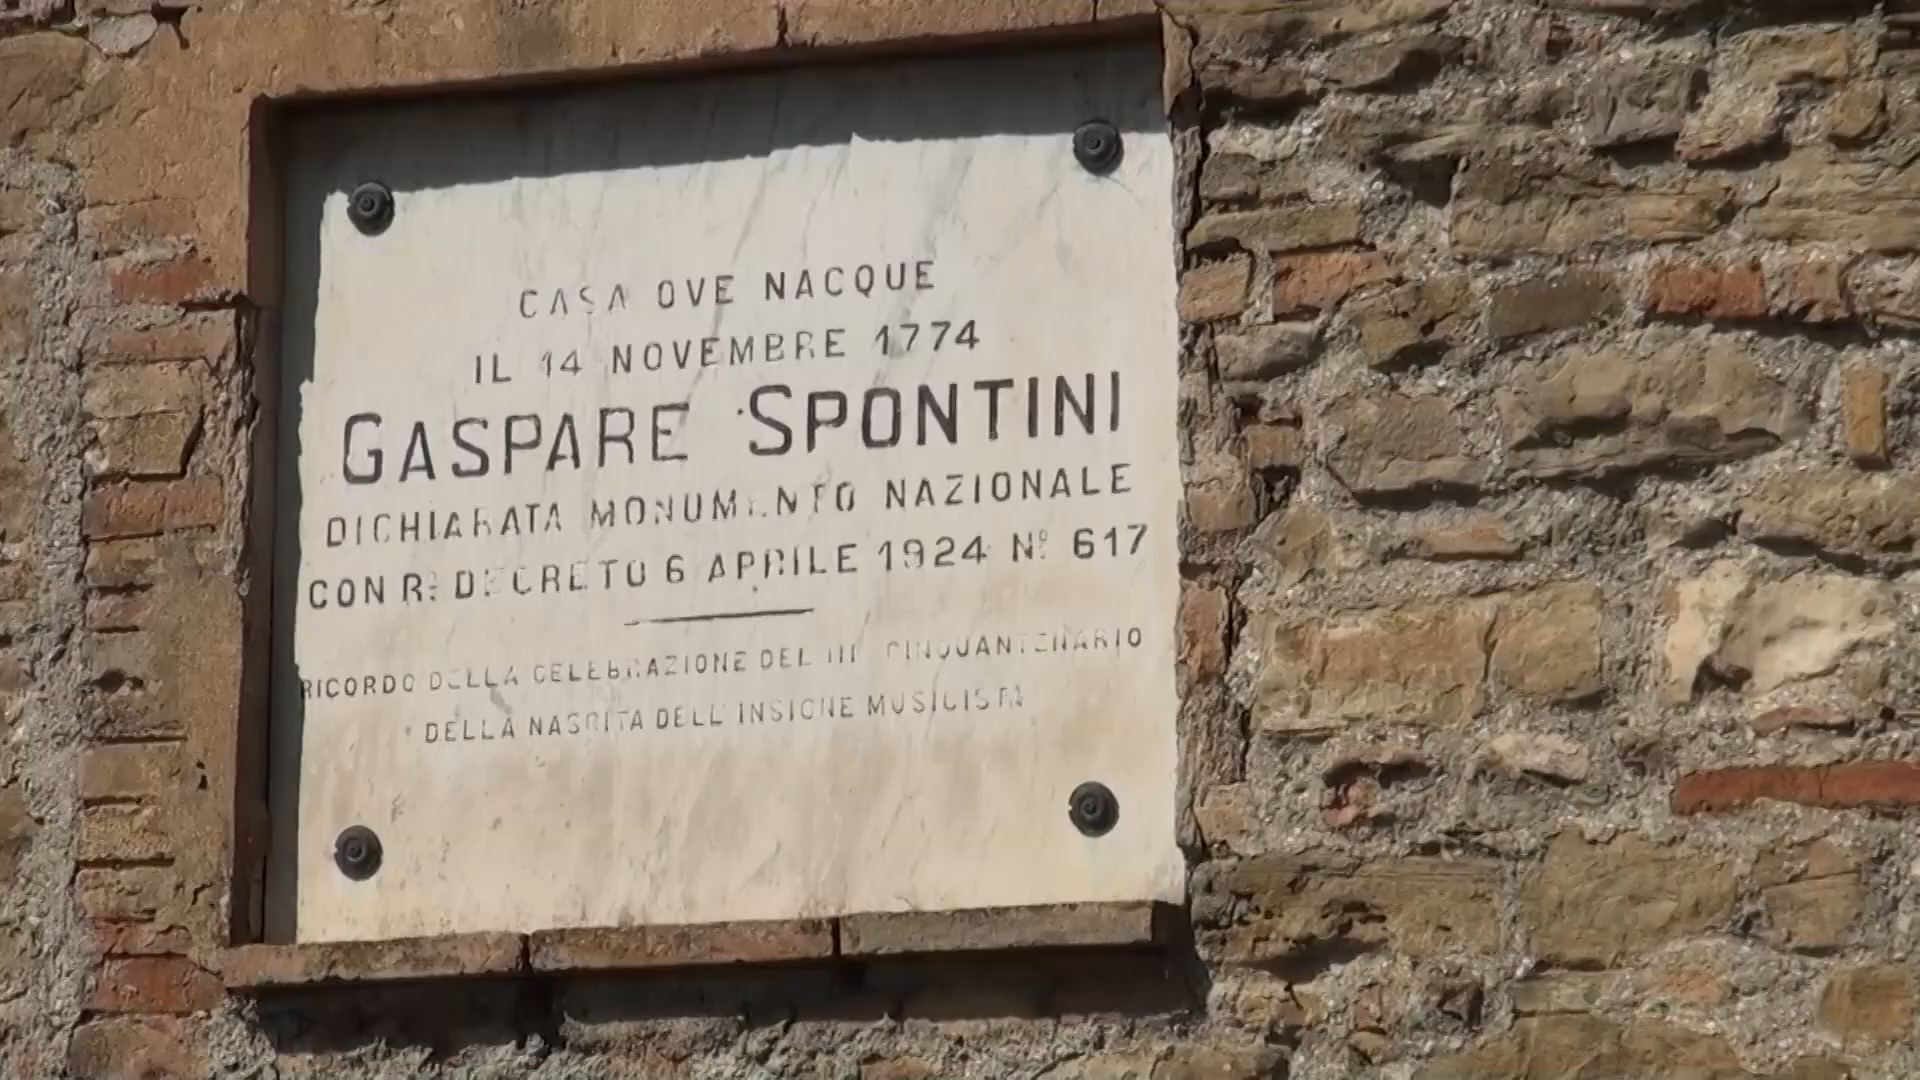 CASA OVE NACQUE
IL 14 NOVEMBRE 1774
GASPARE SPONTINI
DICHIARATA MONUMENTO NAZIONALE
CON R. DECRETO 6 APRILE 1924 Nº 617
RICORDO DELLA CELEBRAZIONE DEL III CINQUANTENARIO
DELLA NASCITA DELL'INSIGNE MUSICISTA